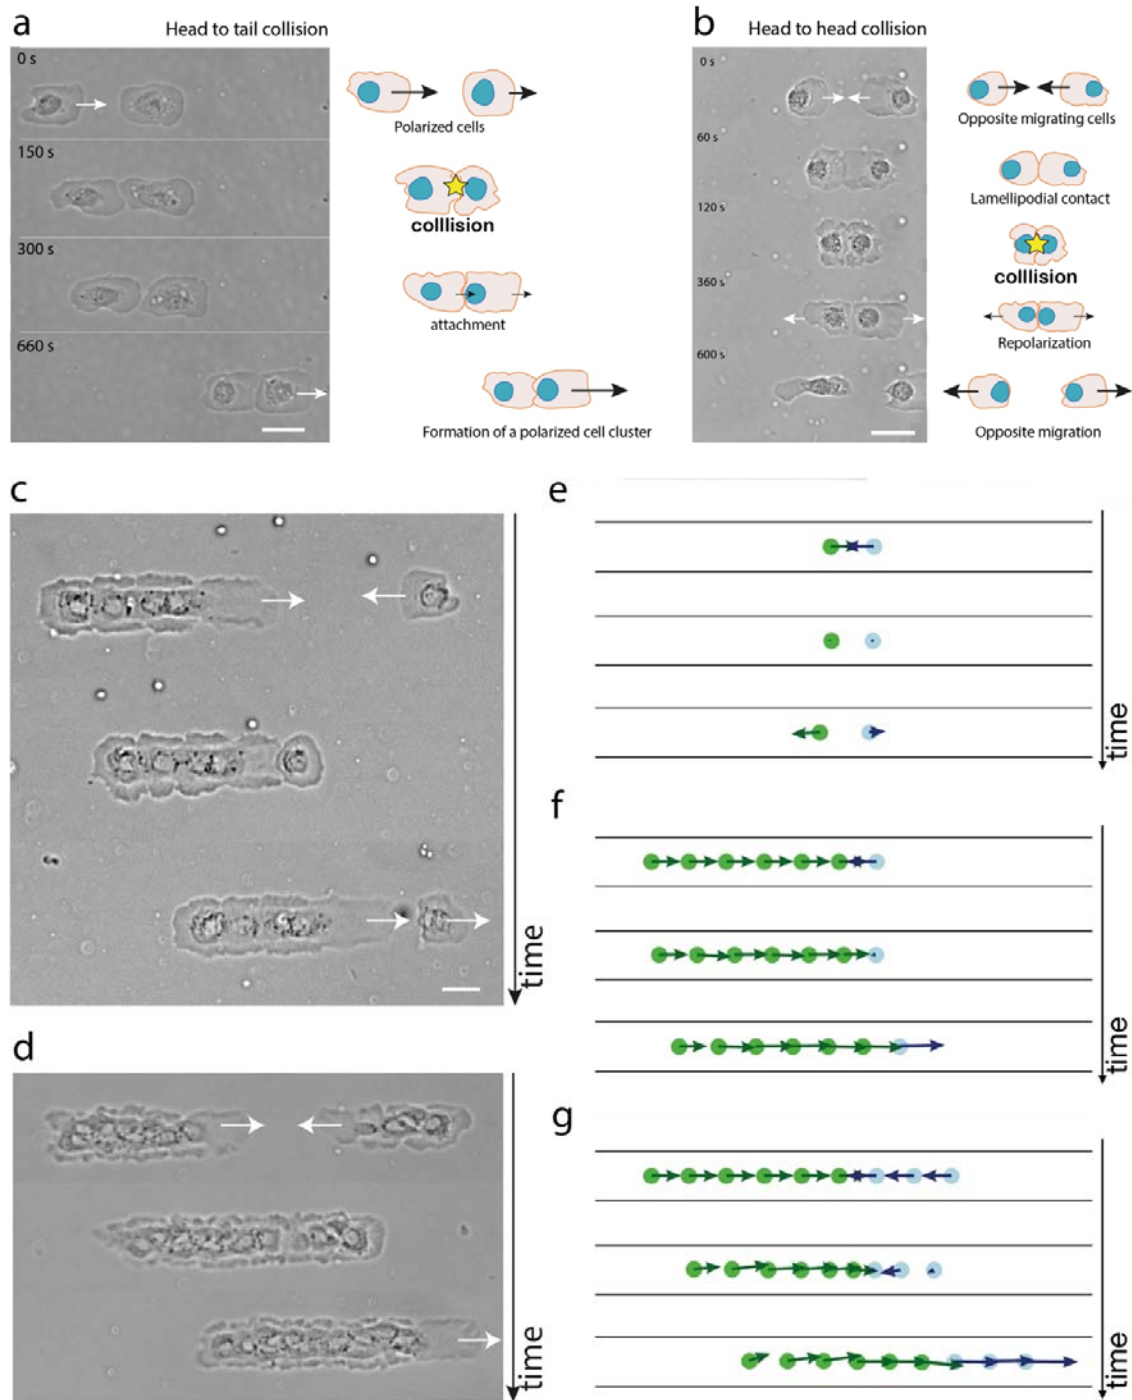 a
Head to tail collision
0 s
150 s
300 s
660 s
Polarized cells
colllision
attachment
Formation of a polarized cell cluster
b
Head to head collision
0 s
60 s
120 s
360 s
600 s
Opposite migrating cells
Lamellipodial contact
colllision
Repolarization
Opposite migration
c
time
d
time
e
time
f
time
g
time